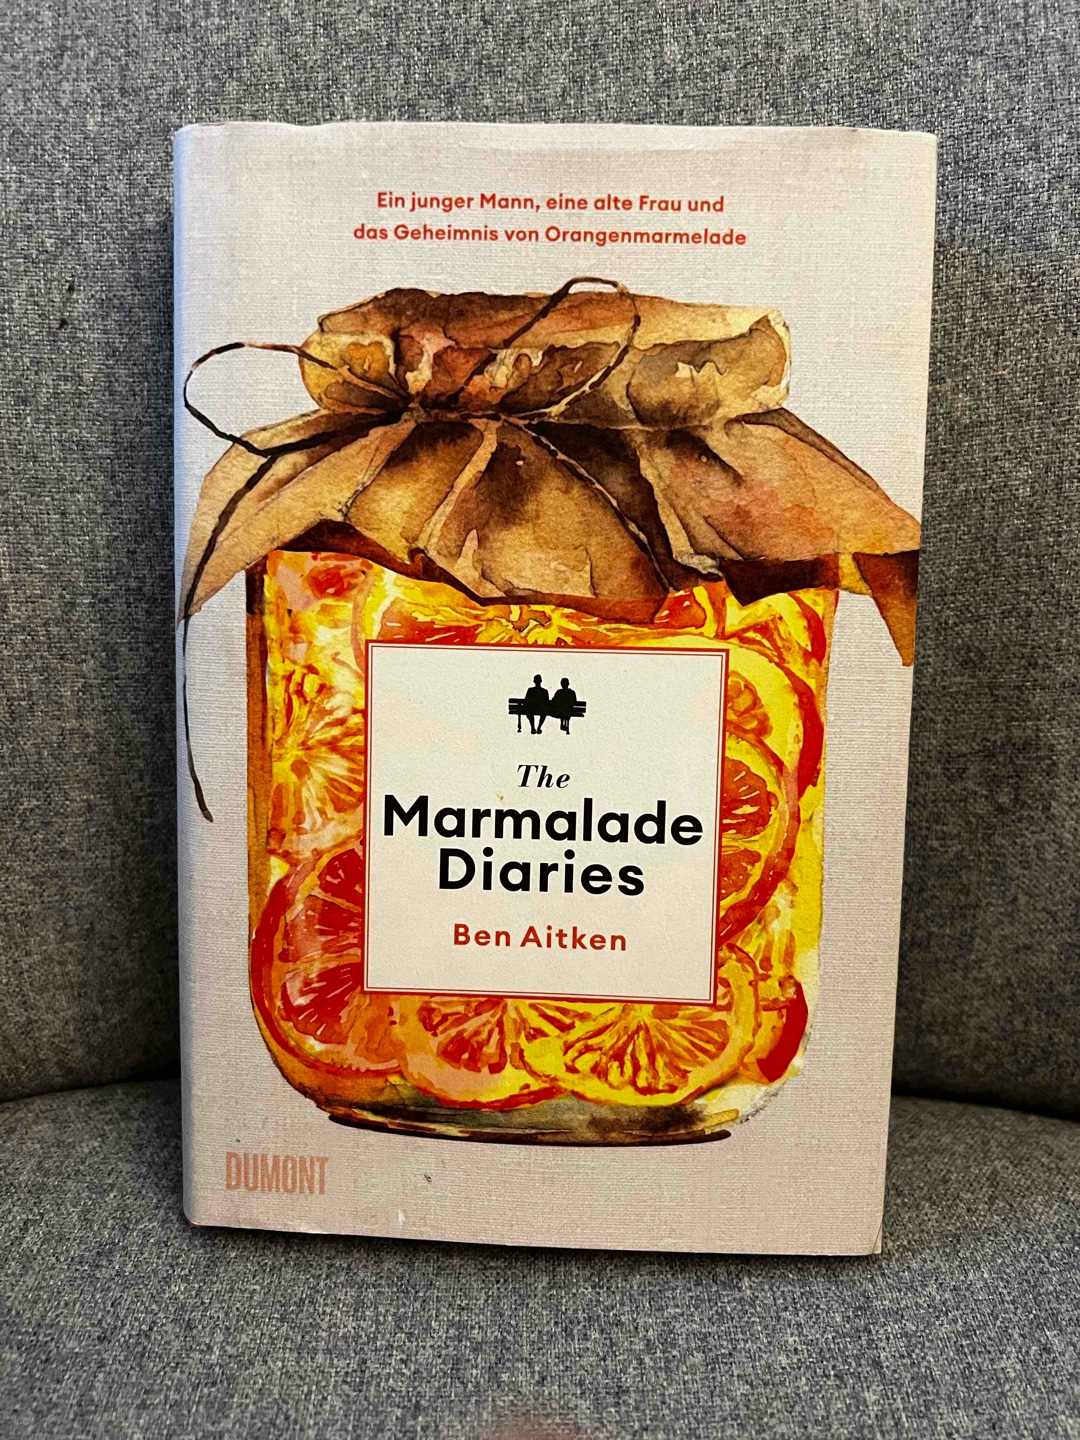 Ein junger Mann, eine alte Frau und
das Geheimnis von Orangenmarmelade
The
Marmalade
Diaries
Ben Aitken
DUMONT